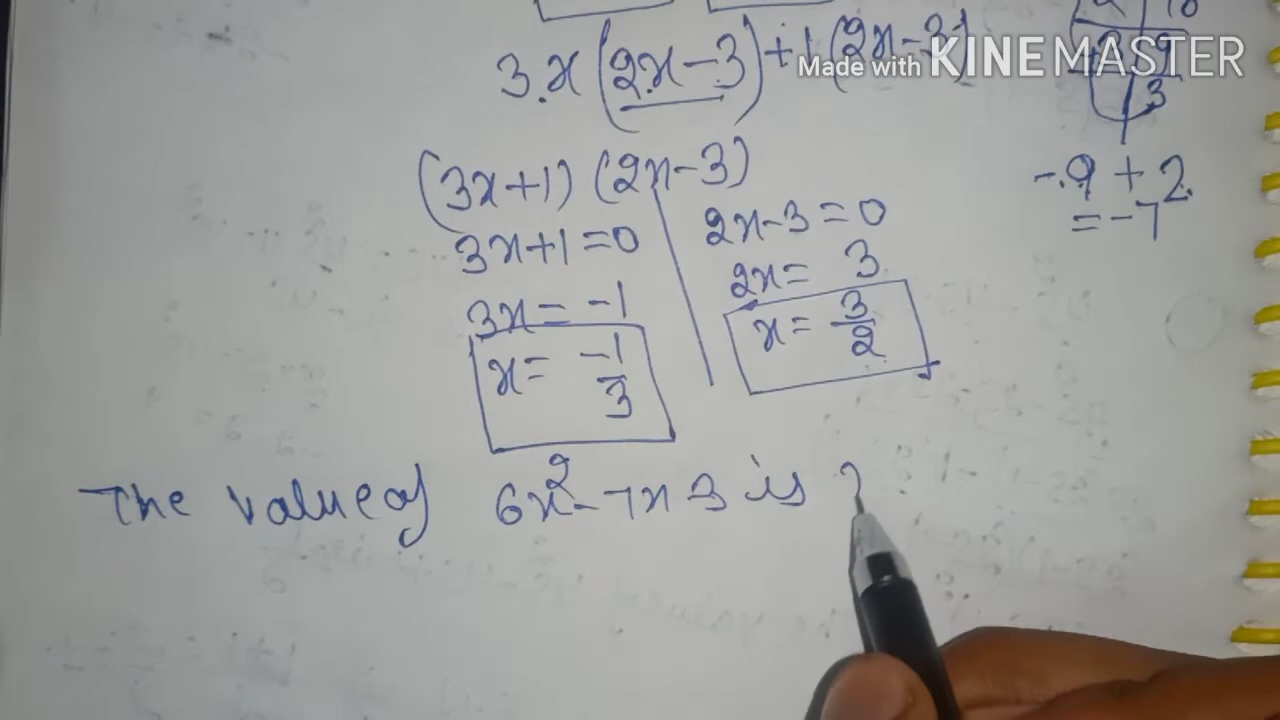 3.x(2x-3)+1(2x-3)
Made with KINEMASTER
(3x+1) (2x-3)
-9+2
=-7
3x+1=0
2x-3=0
3x=-1
2x=3
x=-1/3
x=3/2
The value of 6x²-7x-3 is